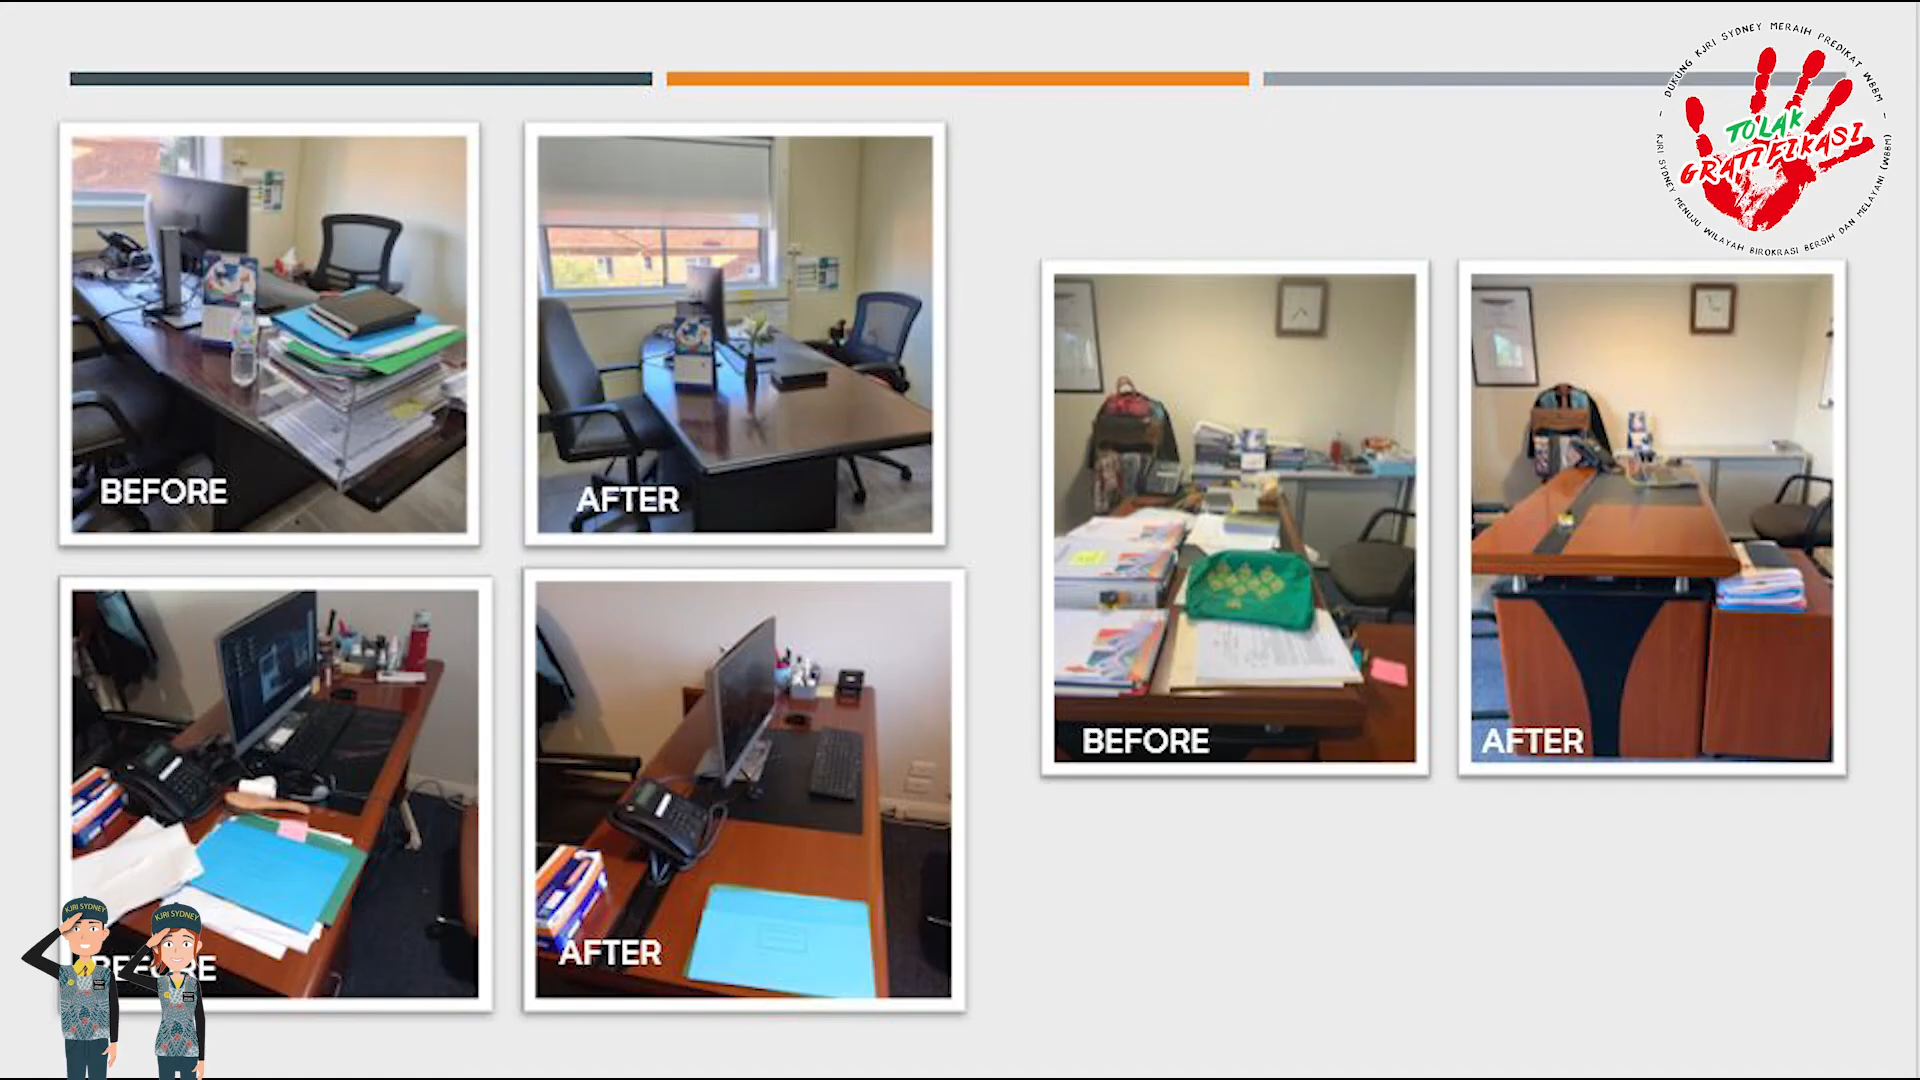 DUKUNG KJRI SYDNEY MERAIH PREDIKAT WBBM
TOLAK
GRATIFIKASI
KJRI SYDNEY MENUJU WILAYAH BIROKRASI BERSIH DAN MELAYANI (WBBM)
BEFORE
AFTER
BEFORE
AFTER
BEFORE
AFTER
KJRI SYDNEY
KJRI SYDNEY